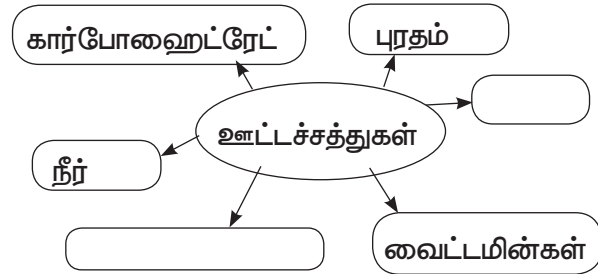 கார்போஹைட்ரேட்
புரதம்
ஊட்டச்சத்துகள்
நீர்
வைட்டமின்கள்